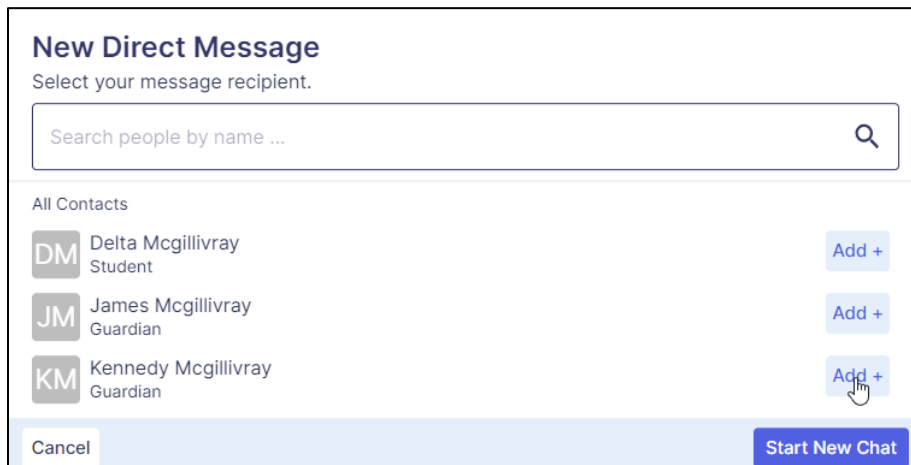 New Direct Message
Select your message recipient.
Search people by name ...
All Contacts
DM
Delta Mcgillivray
Student
Add +
JM
James Mcgillivray
Guardian
Add +
KM
Kennedy Mcgillivray
Guardian
Add +
Cancel
Start New Chat